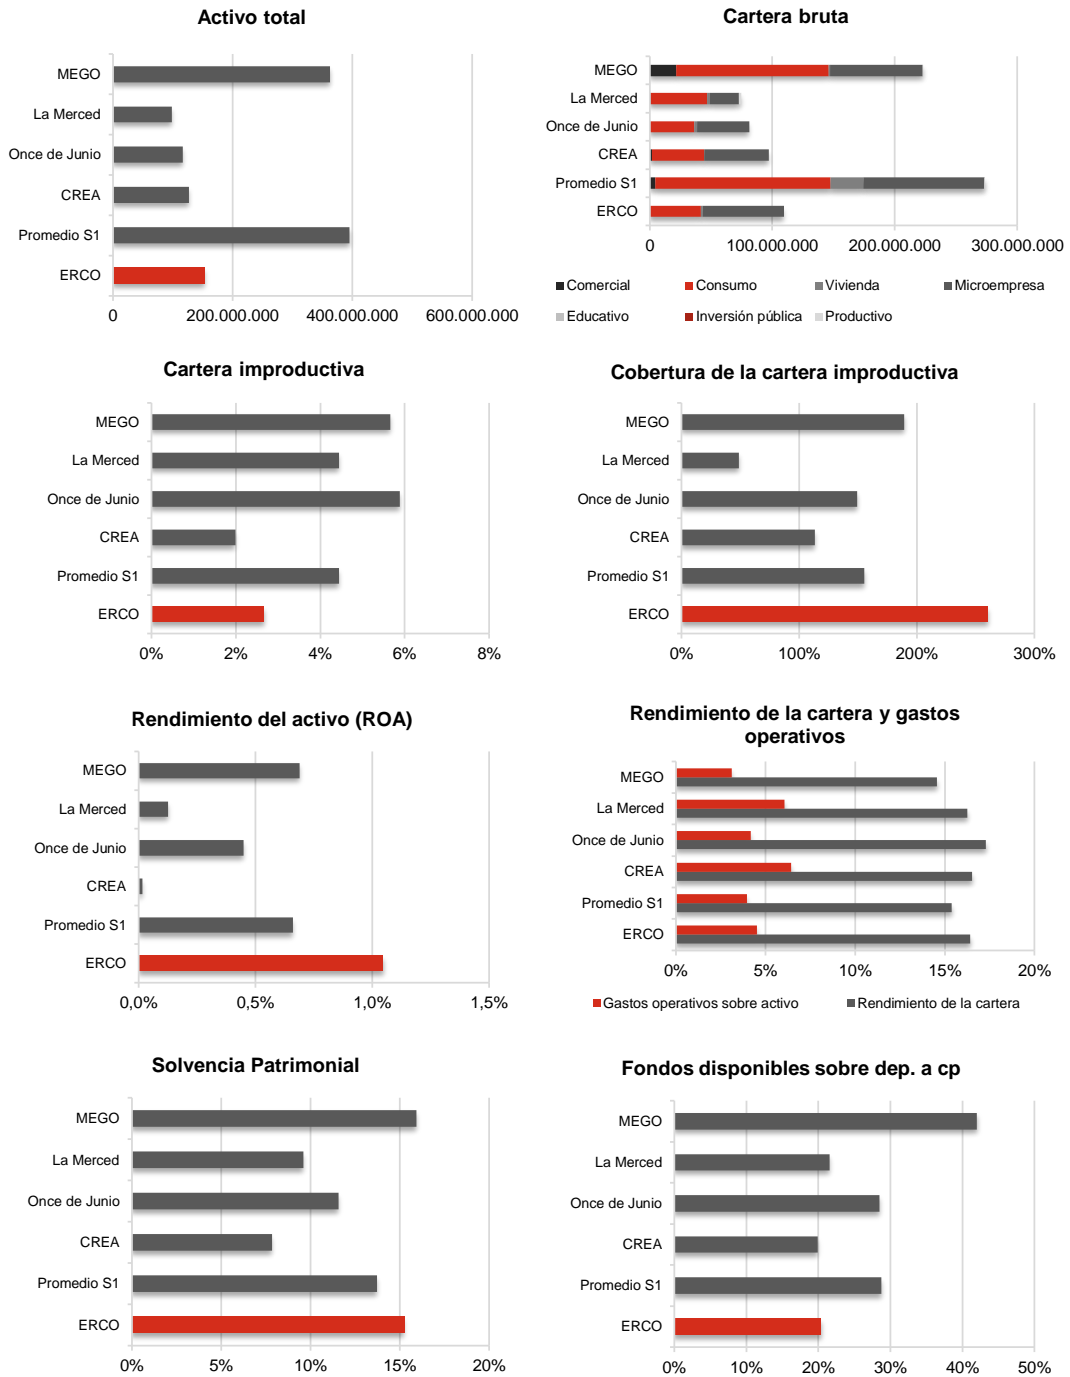 Activo total
MEGO
La Merced
Once de Junio
CREA
Promedio S1
ERCO
0 200.000.000 400.000.000 600.000.000
Cartera bruta
MEGO
La Merced
Once de Junio
CREA
Promedio S1
ERCO
0 100.000.000 200.000.000 300.000.000
Comercial Consumo Vivienda Microempresa
Educativo Inversión pública Productivo
Cartera improductiva
MEGO
La Merced
Once de Junio
CREA
Promedio S1
ERCO
0% 2% 4% 6% 8%
Cobertura de la cartera improductiva
MEGO
La Merced
Once de Junio
CREA
Promedio S1
ERCO
0% 100% 200% 300%
Rendimiento del activo (ROA)
MEGO
La Merced
Once de Junio
CREA
Promedio S1
ERCO
0,0% 0,5% 1,0% 1,5%
Rendimiento de la cartera y gastos
operativos
MEGO
La Merced
Once de Junio
CREA
Promedio S1
ERCO
0% 5% 10% 15% 20%
Gastos operativos sobre activo Rendimiento de la cartera
Solvencia Patrimonial
MEGO
La Merced
Once de Junio
CREA
Promedio S1
ERCO
0% 5% 10% 15% 20%
Fondos disponibles sobre dep. a cp
MEGO
La Merced
Once de Junio
CREA
Promedio S1
ERCO
0% 10% 20% 30% 40% 50%